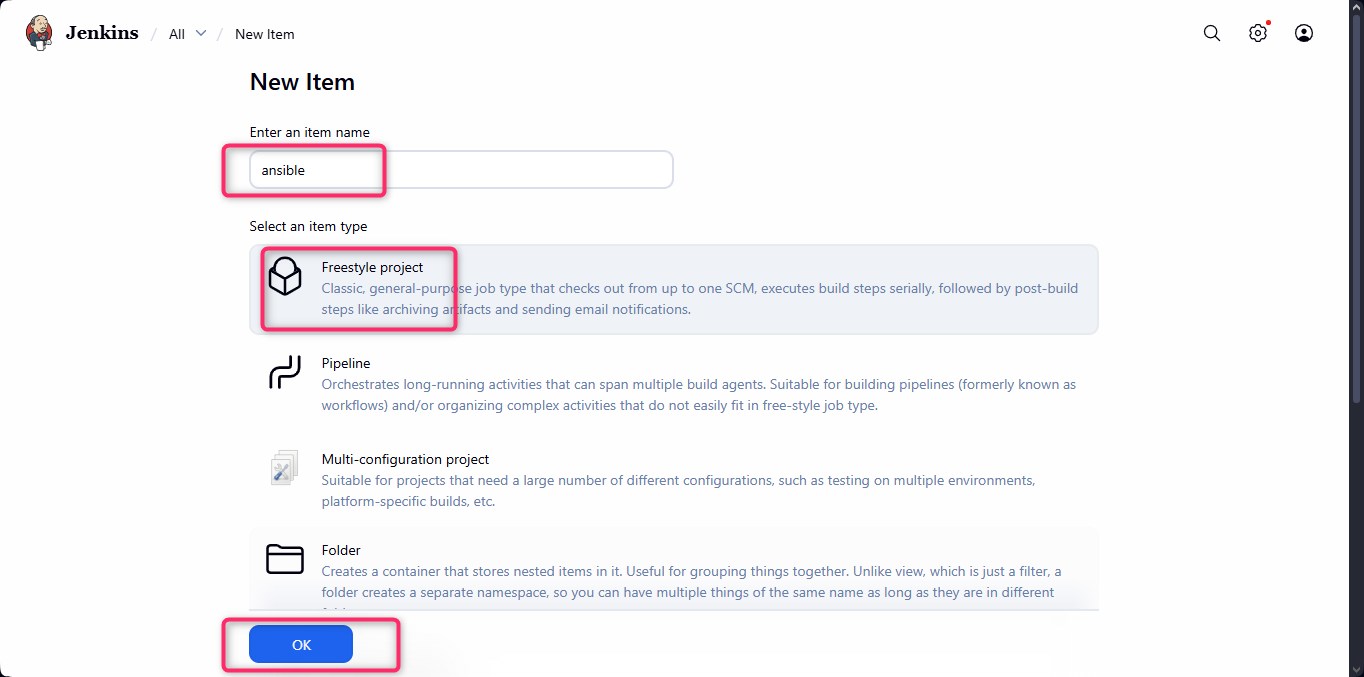 Jenkins / All / New Item
New Item
Enter an item name
ansible
Select an item type
Freestyle project
Classic, general-purpose job type that checks out from up to one SCM, executes build steps serially, followed by post-build
steps like archiving artifacts and sending email notifications.
Pipeline
Orchestrates long-running activities that can span multiple build agents. Suitable for building pipelines (formerly known as
workflows) and/or organizing complex activities that do not easily fit in free-style job type.
Multi-configuration project
Suitable for projects that need a large number of different configurations, such as testing on multiple environments,
platform-specific builds, etc.
Folder
Creates a container that stores nested items in it. Useful for grouping things together. Unlike view, which is just a filter, a
folder creates a separate namespace, so you can have multiple things of the same name as long as they are in different
OK